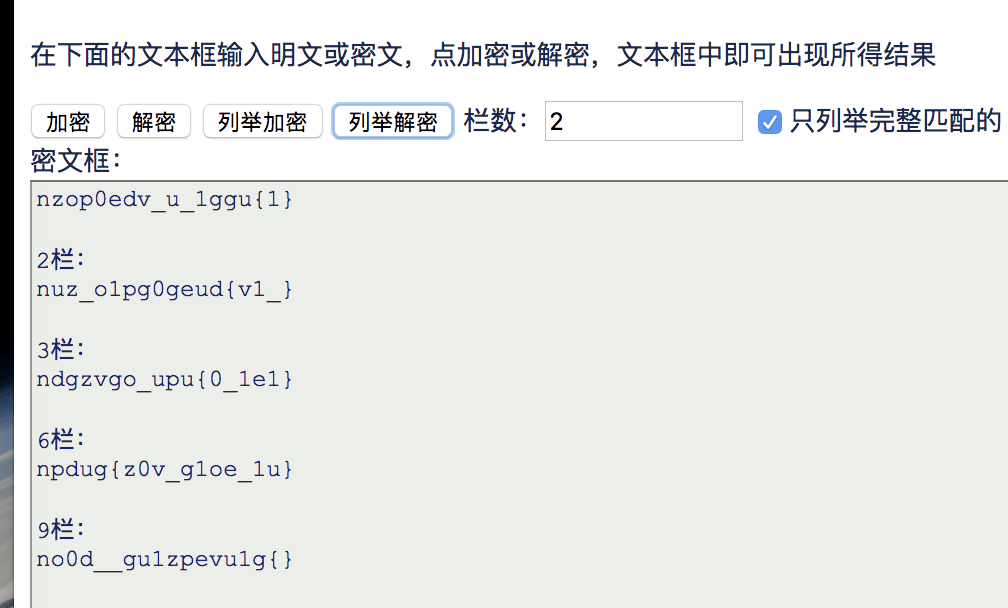 在下面的文本框输入明文或密文，点加密或解密，文本框中即可出现所得结果
加密 解密 列举加密 列举解密 栏数： 2 只列举完整匹配的
密文框：
nzop0edv_u_1ggu{1}
2栏：
nuz_o1pg0geud{v1_}
3栏：
ndgzvgo_upu{0_1e1}
6栏：
npdug{z0v_g1oe_1u}
9栏：
no0d__gu1zpevu1g{}